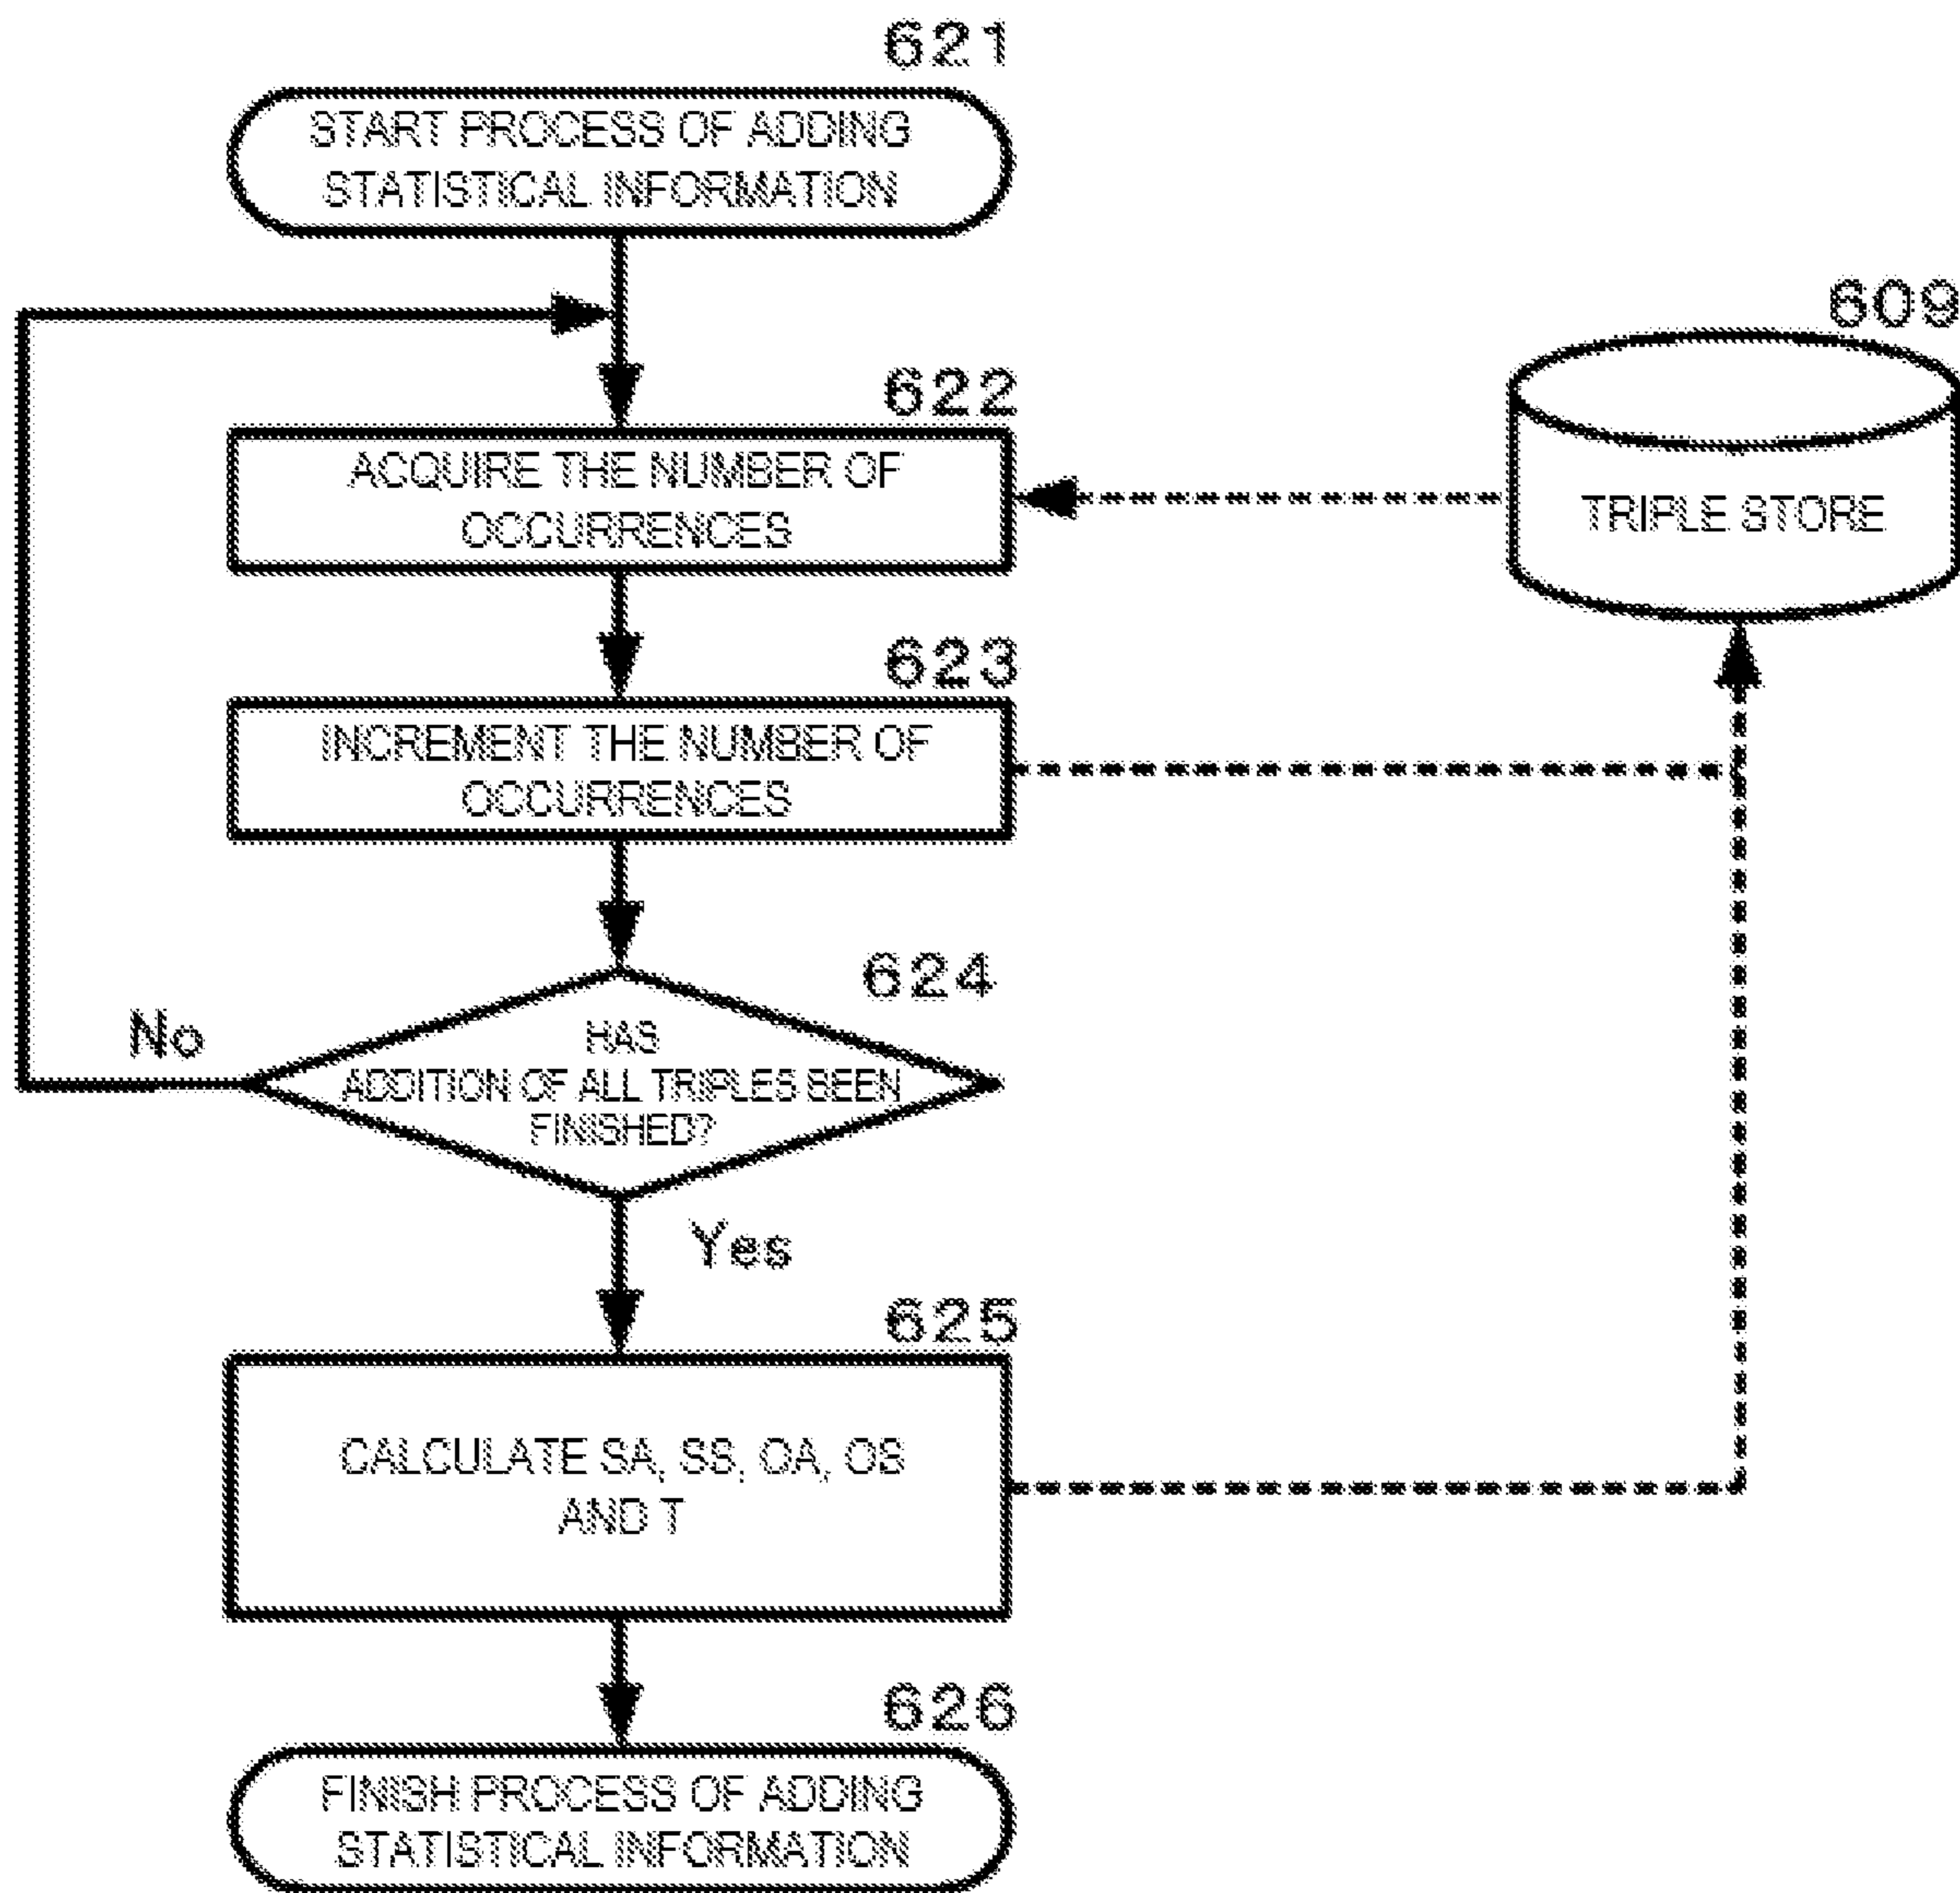 621
START PROCESS OF ADDING
STATISTICAL INFORMATION
609
622
ACQUIRE THE NUMBER OF
OCCURRENCES
TRIPLE STORE
623
INCREMENT THE NUMBER OF
OCCURRENCES
624
No
HAS
ADDITION OF ALL TRIPLES BEEN
FINISHED?
Yes
625
CALCULATE SA, SS, OA, OS
AND T
626
FINISH PROCESS OF ADDING
STATISTICAL INFORMATION